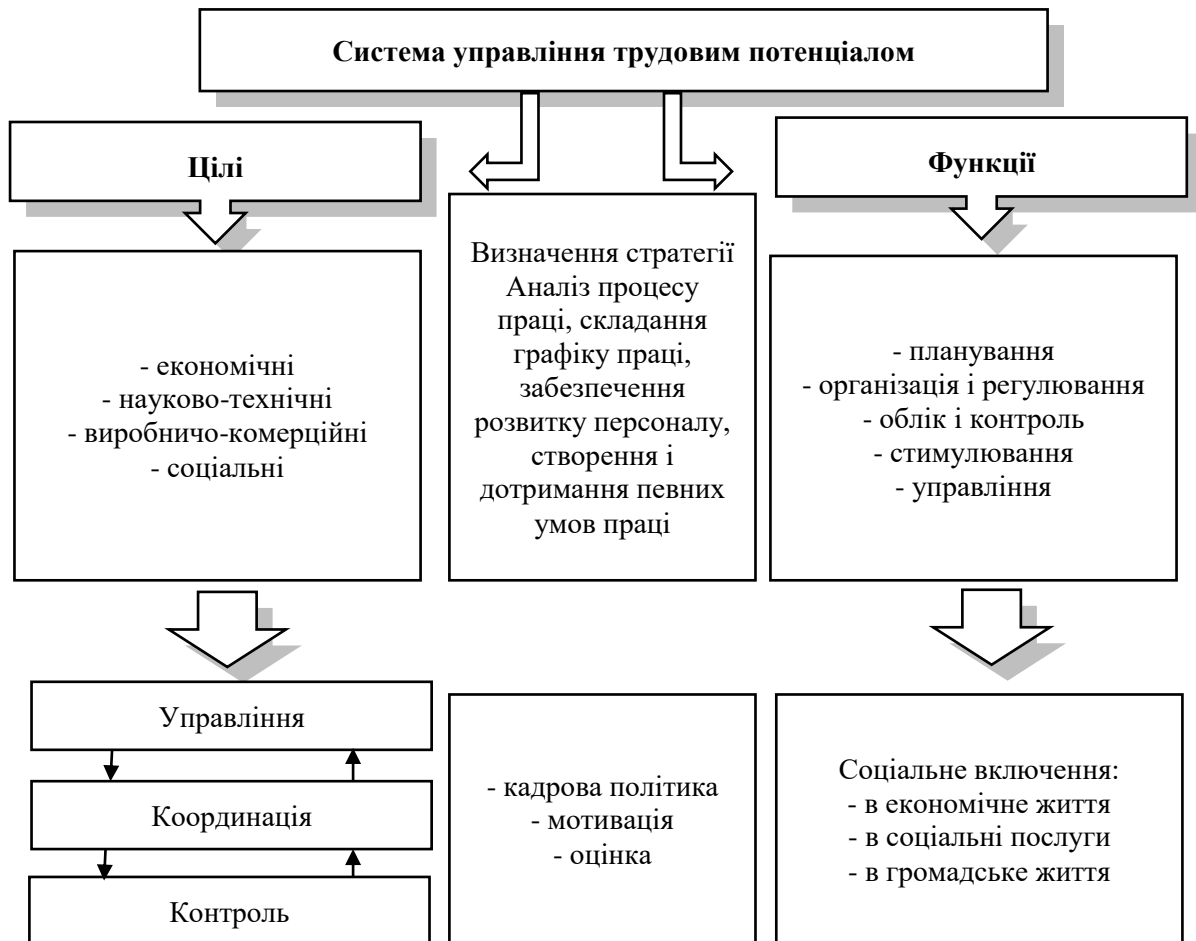 Система управління трудовим потенціалом
Цілі
Функції
- економічні
- науково-технічні
- виробничо-комерційні
- соціальні
Визначення стратегії
Аналіз процесу
праці, складання
графіку праці,
забезпечення
розвитку персоналу,
створення і
дотримання певних
умов праці
- планування
- організація і регулювання
- облік і контроль
- стимулювання
- управління
Управління
Координація
Контроль
- кадрова політика
- мотивація
- оцінка
Соціальне включення:
- в економічне життя
- в соціальні послуги
- в громадське життя